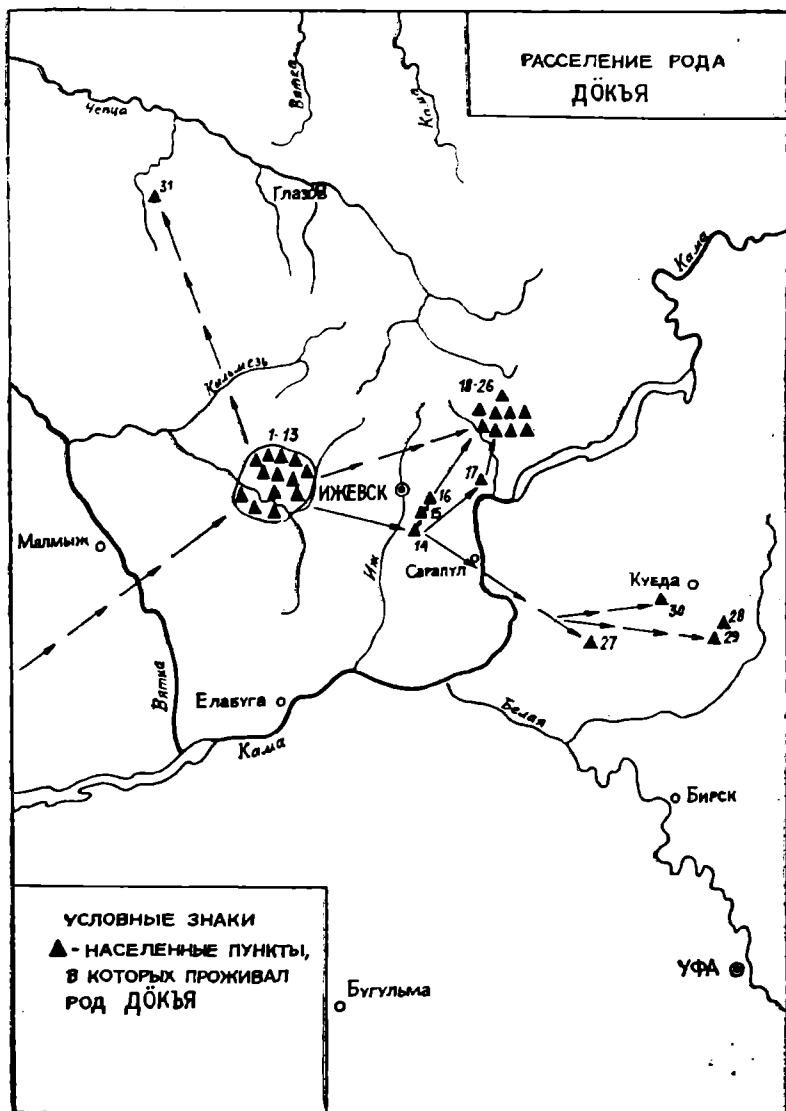 РАССЕЛЕНИЕ РОДА
ДӦКЪЯ
Вятка
Кама
Чепца
31
Глазов
Кама
Кильмезь
18-26
1-13
17
ИЖЕВСК
16
15
14
Малмыж
Иж
Сарапул
Куеда
30
28
29
27
Вятка
Елабуга
Кама
Белая
Бирск
УСЛОВНЫЕ ЗНАКИ
- НАСЕЛЕННЫЕ ПУНКТЫ,
В КОТОРЫХ ПРОЖИВАЛ
РОД ДӦКЪЯ
УФА
Бугульма